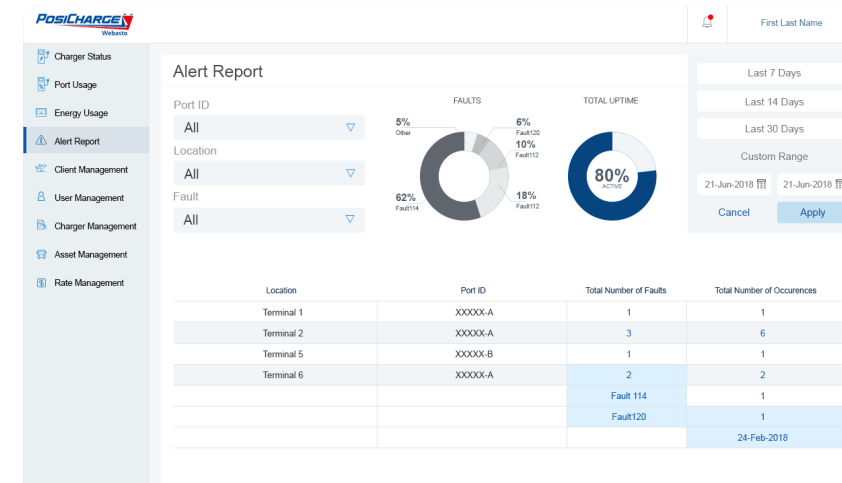 POSICHARGE
Webasto
First Last Name
Charger Status
Port Usage
Energy Usage
Alert Report
Client Management
User Management
Charger Management
Asset Management
Rate Management
Alert Report
Port ID
All
Location
All
Fault
All
FAULTS
5%
Other
6%
Fault120
10%
Fault112
18%
Fault112
62%
Fault114
TOTAL UPTIME
80%
ACTIVE
Last 7 Days
Last 14 Days
Last 30 Days
Custom Range
21-Jun-2018 21-Jun-2018
Cancel Apply
Location Port ID Total Number of Faults Total Number of Occurences
Terminal 1 XXXXX-A 1 1
Terminal 2 XXXXX-A 3 6
Terminal 5 XXXXX-B 1 1
Terminal 6 XXXXX-A 2 2
Fault 114 1
Fault120 1
24-Feb-2018